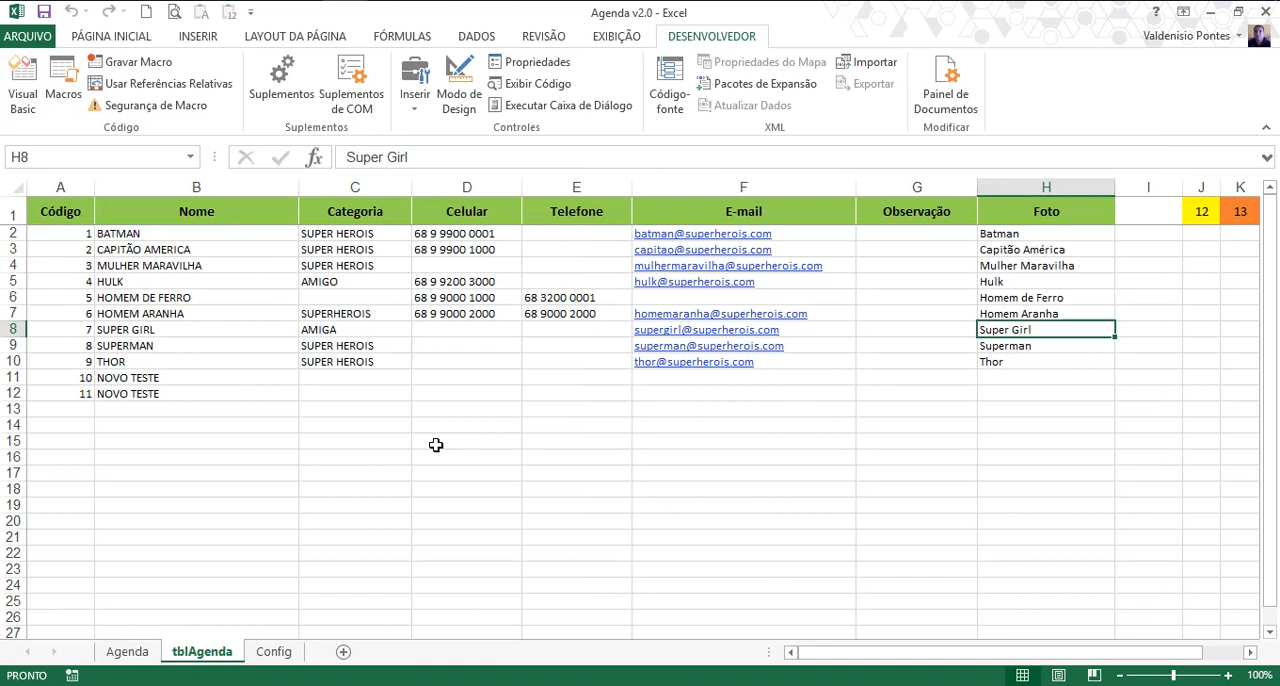 Agenda v2.0 - Excel
ARQUIVO PÁGINA INICIAL INSERIR LAYOUT DA PÁGINA FÓRMULAS DADOS REVISÃO EXIBIÇÃO DESENVOLVEDOR Valdenisio Pontes
Visual Basic
Macros
Gravar Macro
Usar Referências Relativas
Segurança de Macro
Código
Suplementos
Suplementos de COM
Suplementos
Inserir
Modo de Design
Propriedades
Exibir Código
Executar Caixa de Diálogo
Controles
Código-fonte
Propriedades do Mapa
Pacotes de Expansão
Atualizar Dados
Importar
Exportar
XML
Painel de Documentos
Modificar
H8 fx Super Girl
A B C D E F G H I J K
1 Código Nome Categoria Celular Telefone E-mail Observação Foto 12 13
2 1 BATMAN SUPER HEROIS 68 9 9900 0001 batman@superherois.com Batman
3 2 CAPITÃO AMERICA SUPER HEROIS 68 9 9900 1000 capitao@superherois.com Capitão América
4 3 MULHER MARAVILHA SUPER HEROIS mulhermaravilha@superherois.com Mulher Maravilha
5 4 HULK AMIGO 68 9 9200 3000 hulk@superherois.com Hulk
6 5 HOMEM DE FERRO 68 9 9000 1000 68 3200 0001 Homem de Ferro
7 6 HOMEM ARANHA SUPERHEROIS 68 9 9000 2000 68 9000 2000 homemaranha@superherois.com Homem Aranha
8 7 SUPER GIRL AMIGA supergirl@superherois.com Super Girl
9 8 SUPERMAN SUPER HEROIS superman@superherois.com Superman
10 9 THOR SUPER HEROIS thor@superherois.com Thor
11 10 NOVO TESTE
12 11 NOVO TESTE
13
14
15
16
17
18
19
20
21
22
23
24
25
26
27
Agenda tblAgenda Config
PRONTO 100%